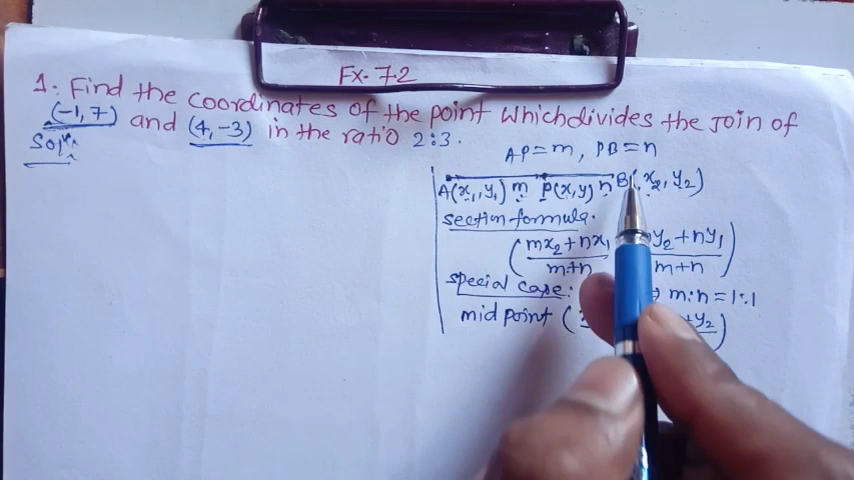 Ex. 7.2
1. Find the coordinates of the point which divides the join of
(-1, 7) and (4, -3) in the ratio 2:3.
Soln.
AP=m, PB=n
A(x₁, y₁) m P(x, y) n B( x₂, y₂)
section formula.
(mx₂+nx₁/m+n y₂+ny₁/m+n)
special case: m:n=1:1
mid point ( +y₂ )